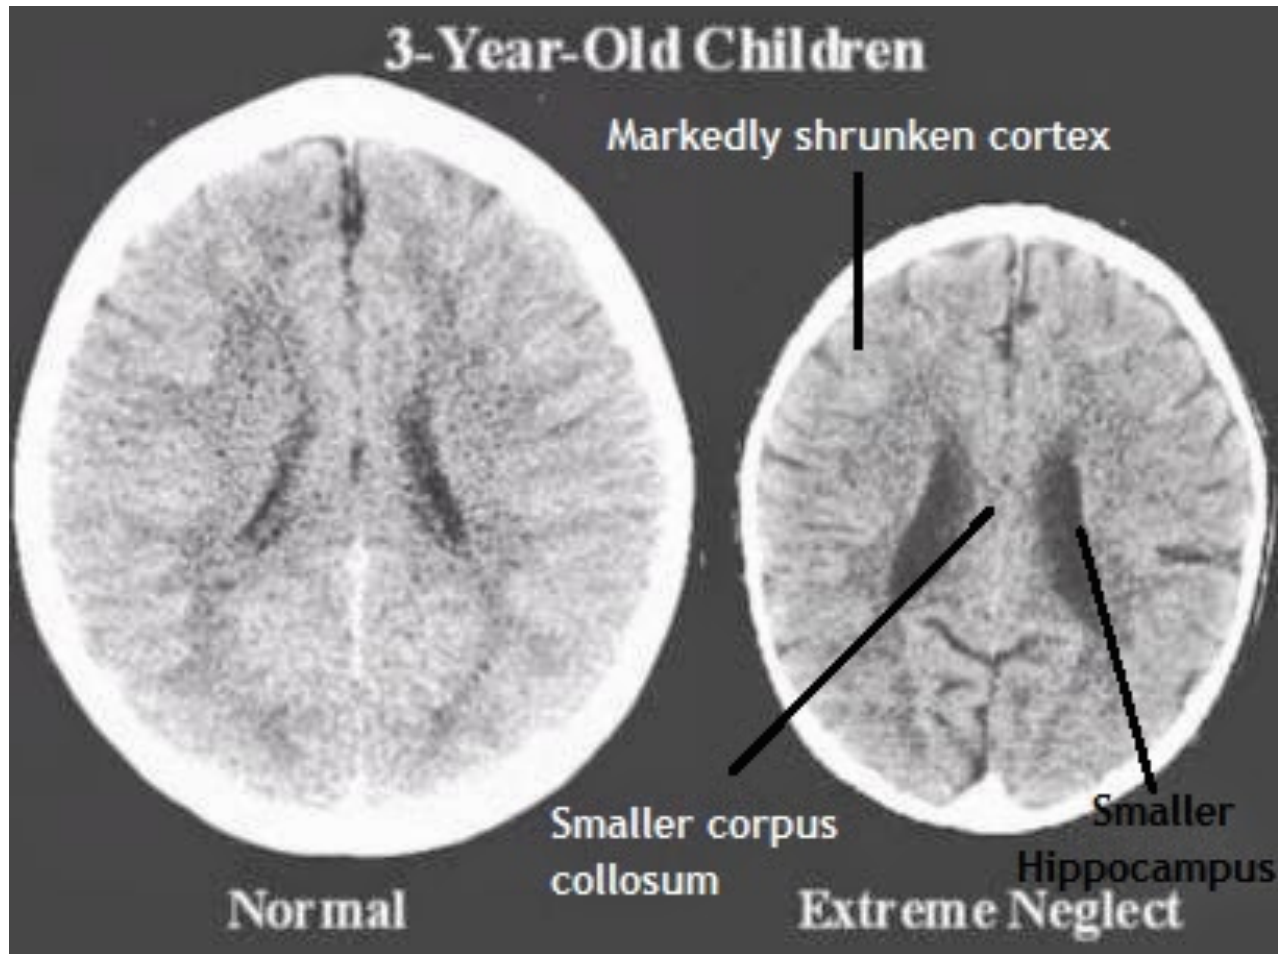 3-Year-Old Children
Markedly shrunken cortex
Smaller corpus
collosum
Smaller
Hippocampus
Normal
Extreme Neglect